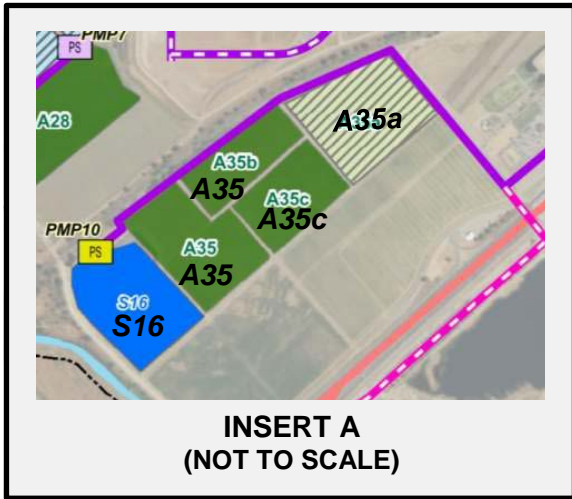 PMP7
PS
A28
A35a
A35b
A35
A35c
A35c
PMP10
PS
A35
A35
S16
S16
INSERT A
(NOT TO SCALE)